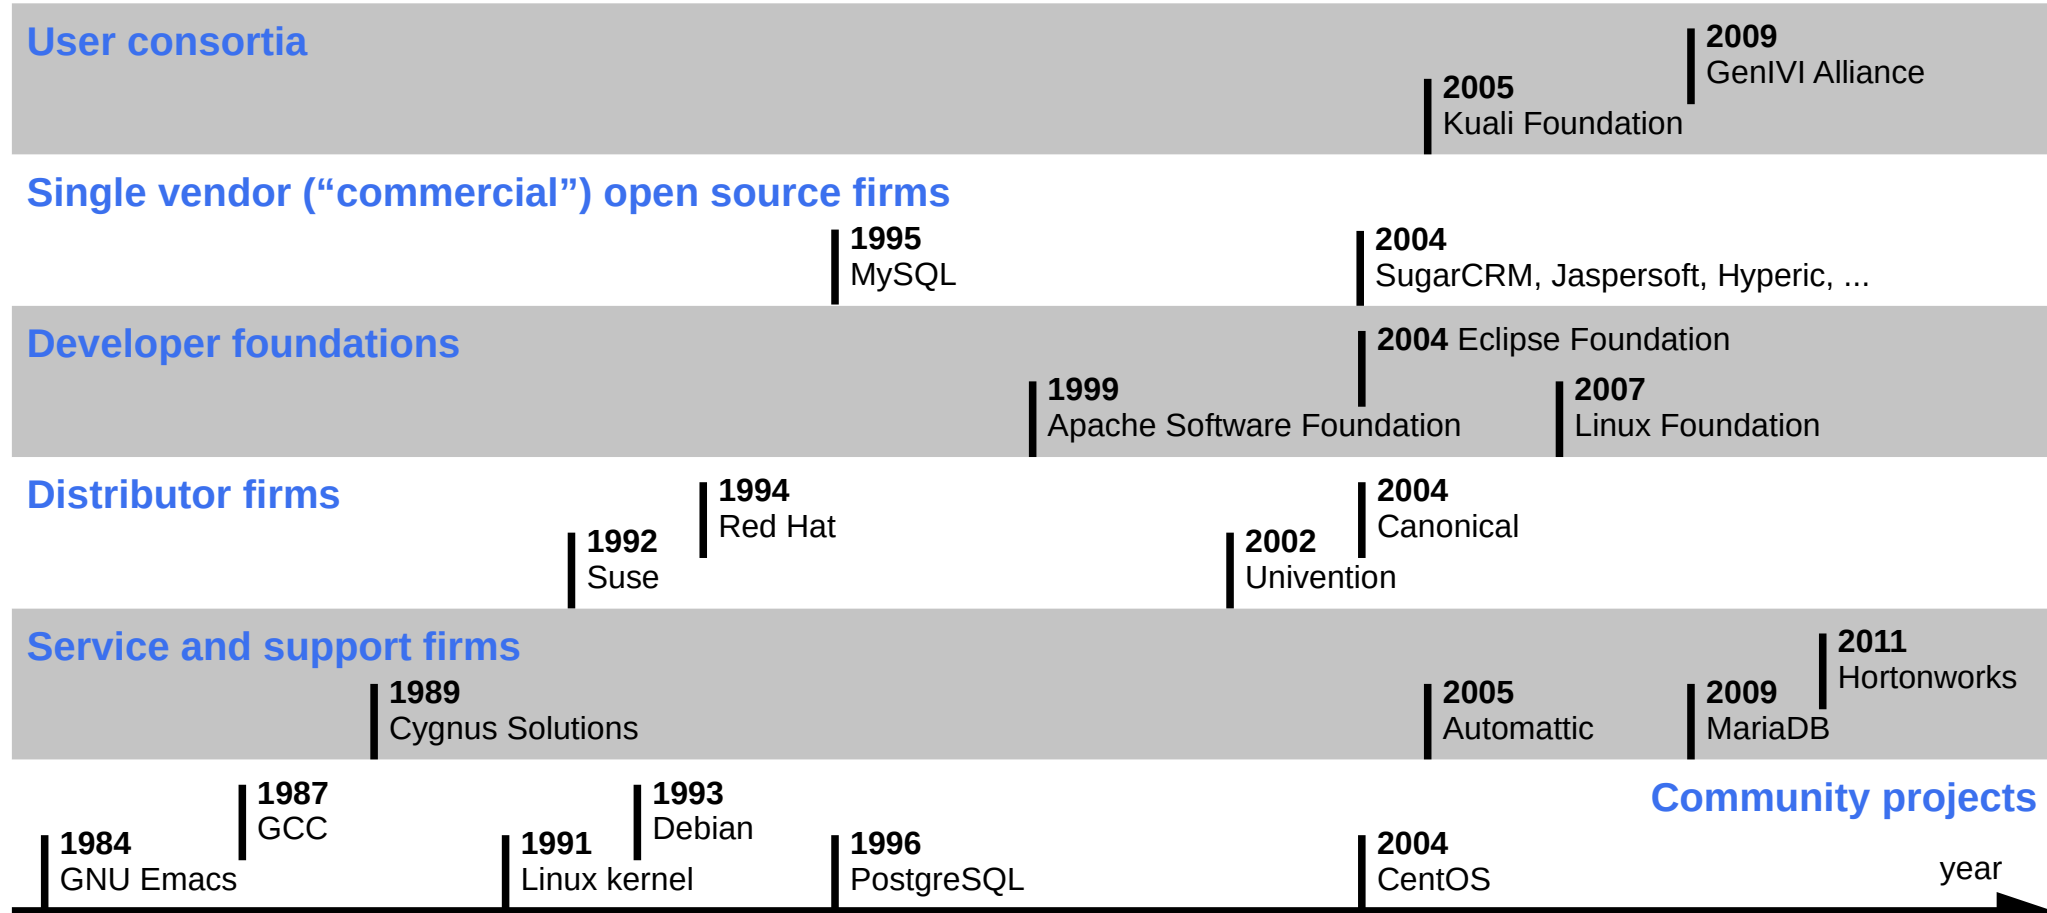 User consortia
2009
GenIVI Alliance
2005
Kuali Foundation
Single vendor (“commercial”) open source firms
1995
MySQL
2004
SugarCRM, Jaspersoft, Hyperic, ...
Developer foundations
2004 Eclipse Foundation
1999
Apache Software Foundation
2007
Linux Foundation
Distributor firms
1994
Red Hat
2004
Canonical
1992
Suse
2002
Univention
Service and support firms
2011
Hortonworks
1989
Cygnus Solutions
2005
Automattic
2009
MariaDB
Community projects
1987
GCC
1993
Debian
1984
GNU Emacs
1991
Linux kernel
1996
PostgreSQL
2004
CentOS
year